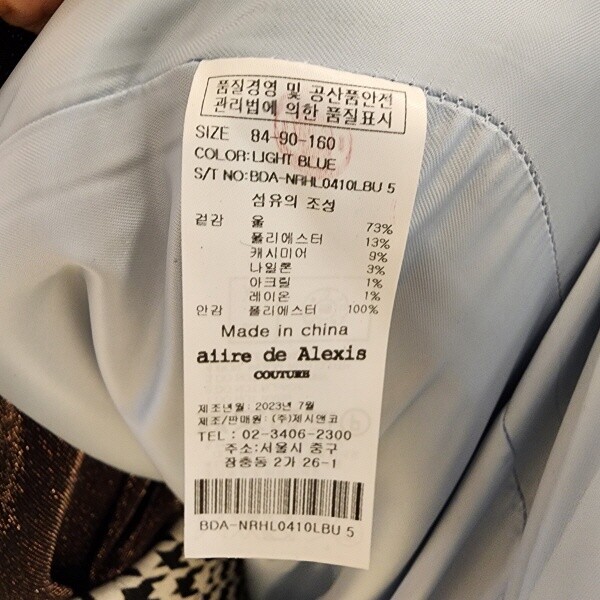 품질경영 및 공산품안전
관리법에 의한 품질표시
SIZE 84-90-160
COLOR:LIGHT BLUE
S/T NO:BDA-NRHL0410LBU 5
섬유의 조성
겉감 울 73%
폴리에스터 13%
캐시미어 9%
나일론 3%
아크릴 1%
레이온 1%
안감 폴리에스터 100%
Made in china
aiire de Alexis
COUTURE
제조년월: 2023년 7월
제조/판매원: (주)제시앤코
TEL : 02-3406-2300
주소:서울시 중구
장충동 2가 26-1
BDA-NRHL0410LBU 5